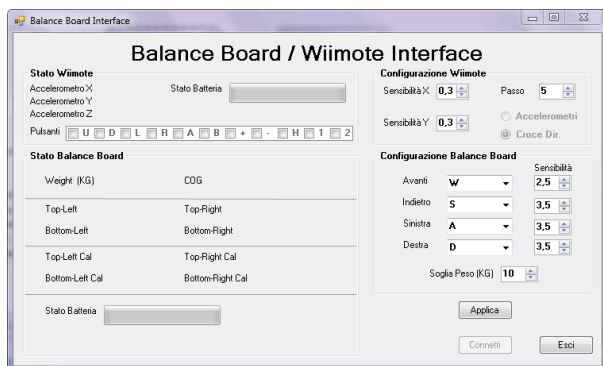 Balance Board Interface
Balance Board / Wiimote Interface
Stato Wiimote
Accelerometro X
Accelerometro Y
Accelerometro Z
Stato Batteria
Pulsanti U D L R A B + - H 1 2
Configurazione Wiimote
Sensibilità X 0,3 Passo 5
Sensibilità Y 0,3
Accelerometri
Croce Dir.
Stato Balance Board
Weight (KG) COG
Top-Left Top-Right
Bottom-Left Bottom-Right
Top-Left Cal Top-Right Cal
Bottom-Left Cal Bottom-Right Cal
Stato Batteria
Configurazione Balance Board
Sensibilità
Avanti W 2,5
Indietro S 3,5
Sinistra A 3,5
Destra D 3,5
Soglia Peso (KG) 10
Applica
Connetti Esci